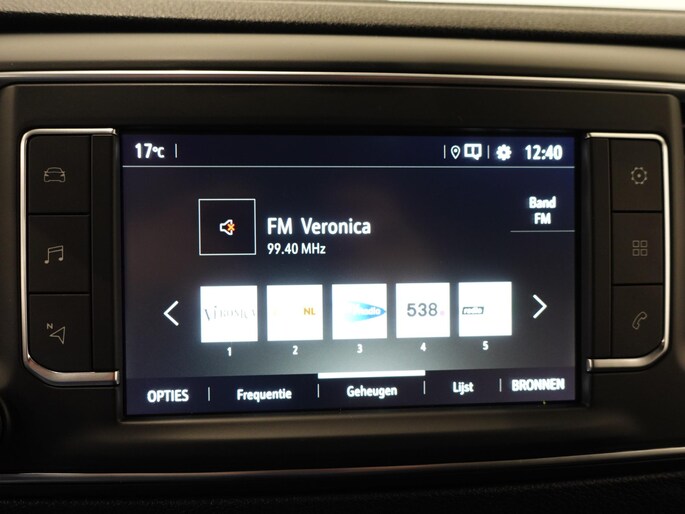 17°C
12:40
Band
FM
FM Veronica
99.40 MHz
VERONICA
NL
538
radio
1 2 3 4 5
OPTIES Frequentie Geheugen Lijst BRONNEN
N